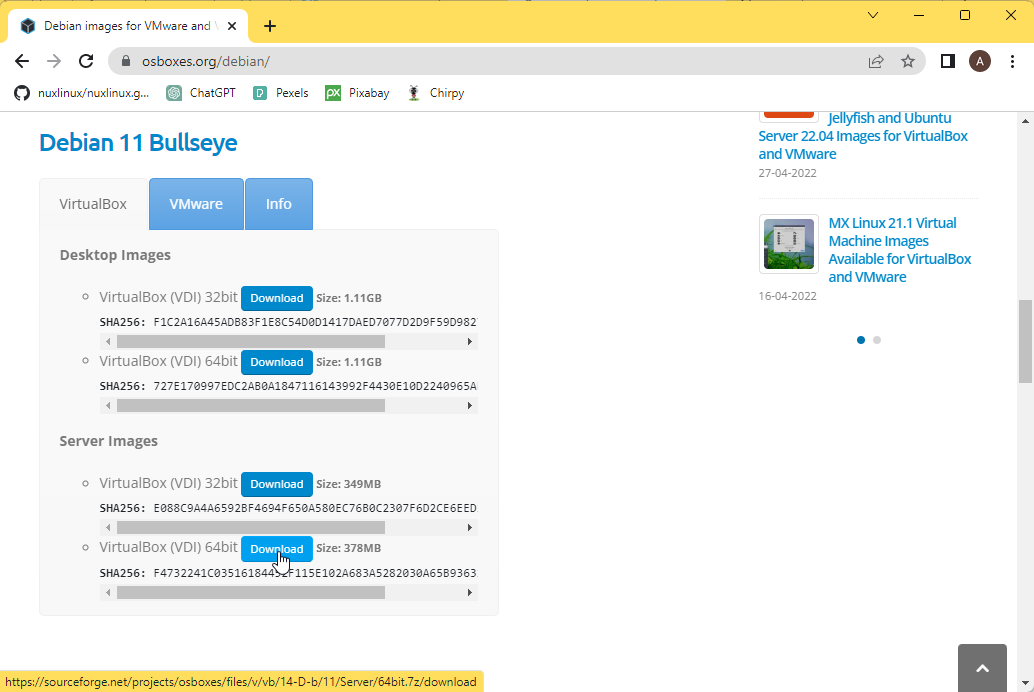 Debian images for VMware and V
osboxes.org/debian/
A
nuxlinux/nuxlinux.g...
ChatGPT
Pexels
PX
Pixabay
Chirpy
Debian 11 Bullseye
VirtualBox
VMware
Info
Desktop Images
VirtualBox (VDI) 32bit Download Size: 1.11GB
SHA256: F1C2A16A45ADB83F1E8C54D0D1417DAED7077D2D9F59D982
VirtualBox (VDI) 64bit Download Size: 1.11GB
SHA256: 727E170997EDC2AB0A1847116143992F4430E10D2240965A
Server Images
VirtualBox (VDI) 32bit Download Size: 349MB
SHA256: E088C9A4A6592BF4694F650A580EC76B0C2307F6D2CE6EED
VirtualBox (VDI) 64bit Download Size: 378MB
SHA256:
Jellyfish and Ubuntu
Server 22.04 Images for VirtualBox
and VMware
27-04-2022
MX Linux 21.1 Virtual
Machine Images
Available for VirtualBox
and VMware
16-04-2022
https://sourceforge.net/projects/osboxes/files/v/vb/14-D-b/11/Server/64bit.7z/download